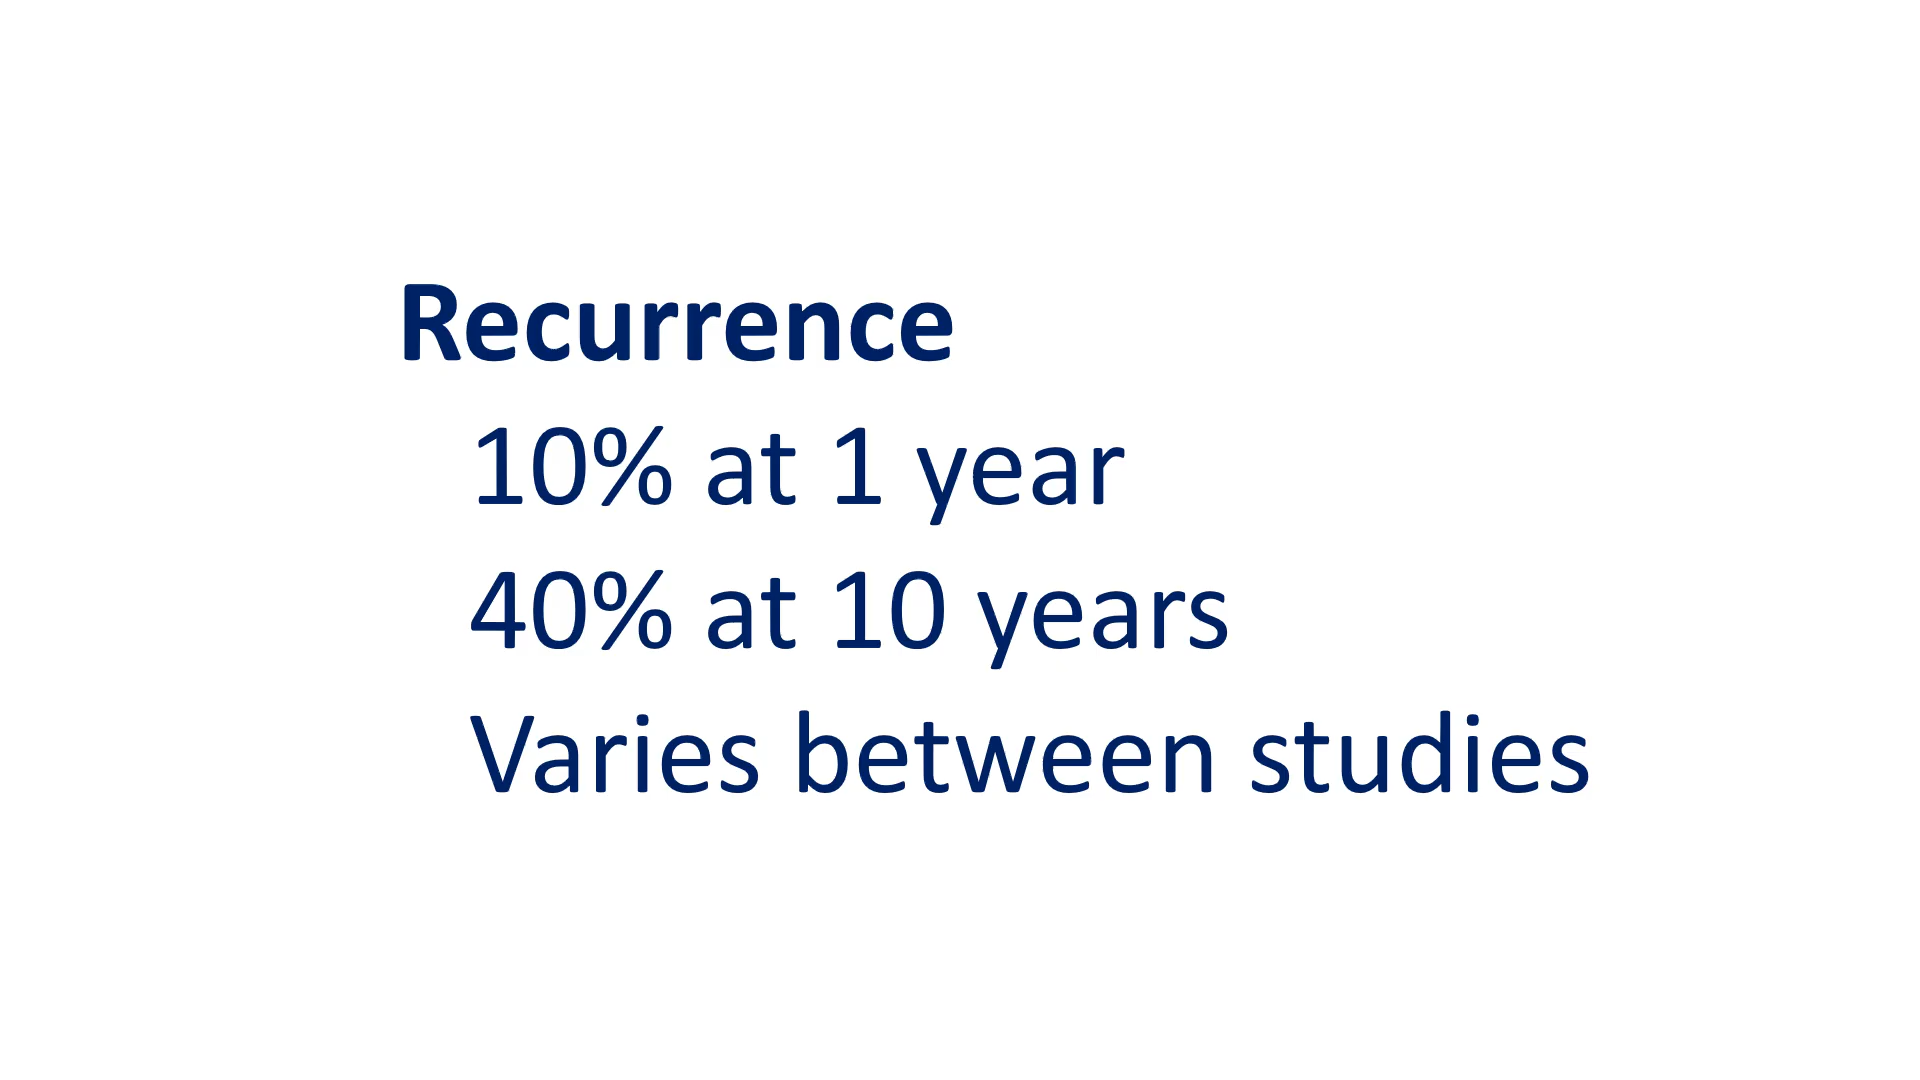 Recurrence
10% at 1 year
40% at 10 years
Varies between studies